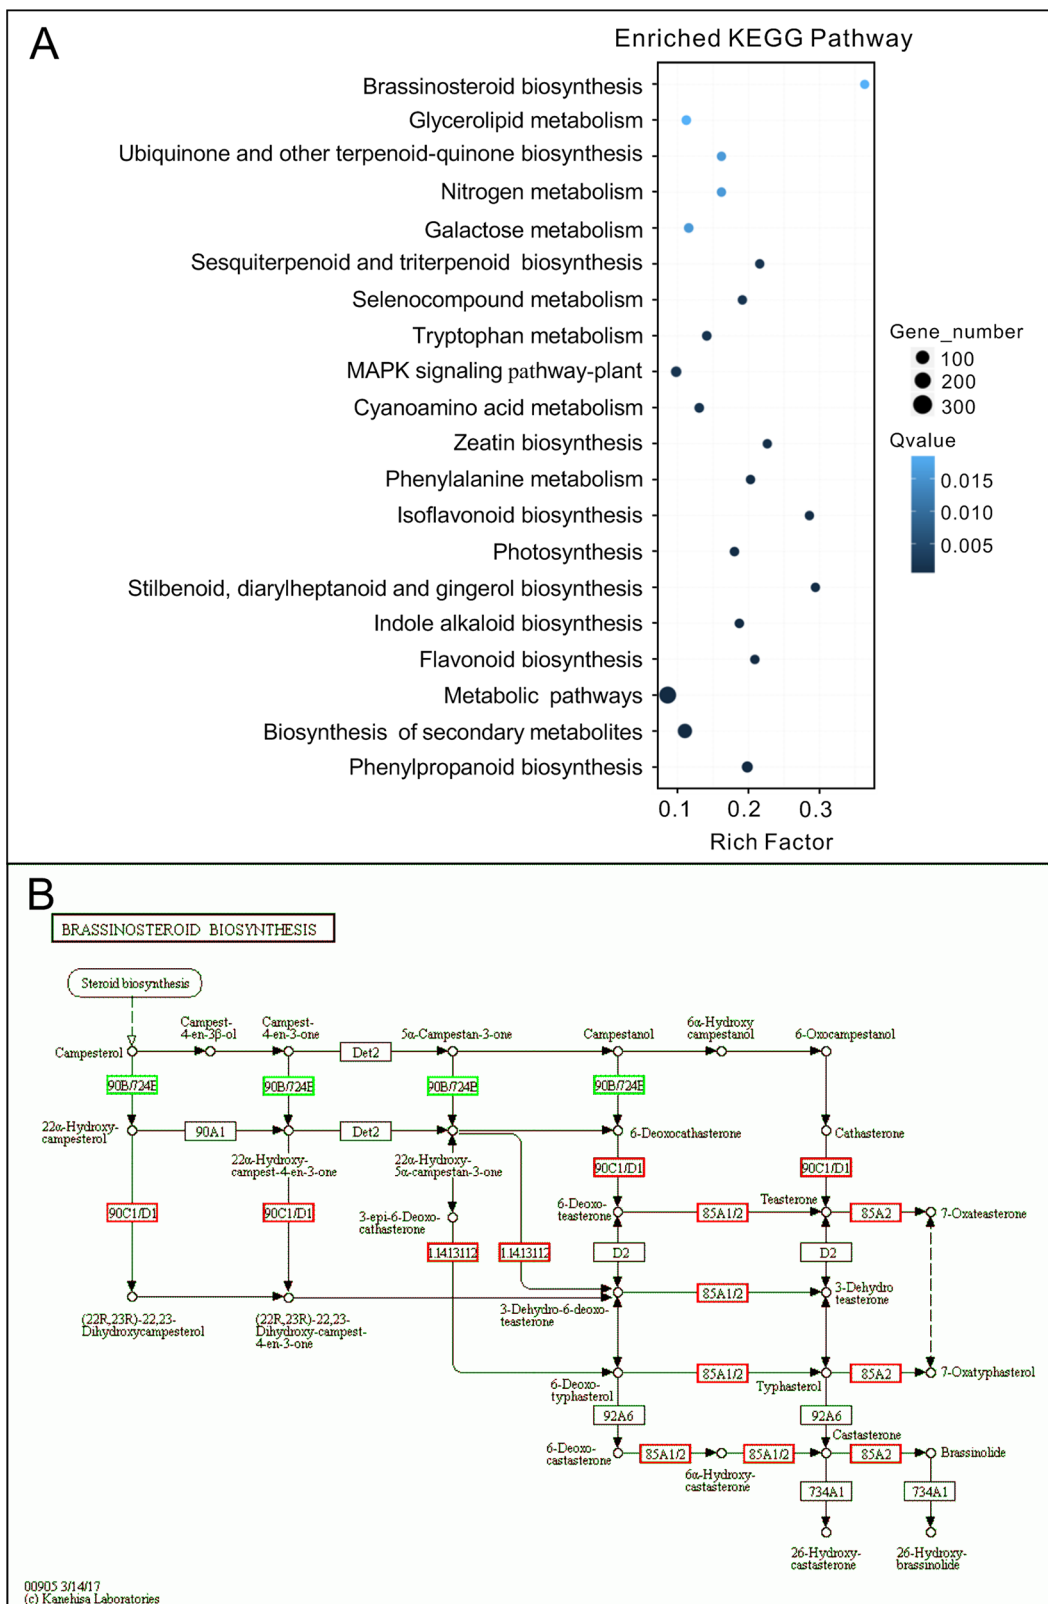 A
Enriched KEGG Pathway
Brassinosteroid biosynthesis
Glycerolipid metabolism
Ubiquinone and other terpenoid-quinone biosynthesis
Nitrogen metabolism
Galactose metabolism
Sesquiterpenoid and triterpenoid biosynthesis
Selenocompound metabolism
Tryptophan metabolism
MAPK signaling pathway-plant
Cyanoamino acid metabolism
Zeatin biosynthesis
Phenylalanine metabolism
Isoflavonoid biosynthesis
Photosynthesis
Stilbenoid, diarylheptanoid and gingerol biosynthesis
Indole alkaloid biosynthesis
Flavonoid biosynthesis
Metabolic pathways
Biosynthesis of secondary metabolites
Phenylpropanoid biosynthesis
0.1 0.2 0.3
Rich Factor
Gene_number
100
200
300
Qvalue
0.015
0.010
0.005
B
BRASSINOSTEROID BIOSYNTHESIS
Steroid biosynthesis
Campesterol
Campest-
4-en-3β-ol
Campest-
4-en-3-one
Det2
5α-Campestan-3-one
Campestanol
6α-Hydroxy
campestanol
6-Oxocampestanol
90B/724B
90B/724B
90B/724B
90B/724B
22α-Hydroxy-
campesterol
90A1
22α-Hydroxy-
campest-4-en-3-one
Det2
22α-Hydroxy-
5α-campestan-3-one
6-Deoxocathasterone
Cathasterone
90C1/D1
90C1/D1
90C1/D1
90C1/D1
3-epi-6-Deoxo-
cathasterone
6-Deoxo-
teasterone
85A1/2
Teasterone
85A2
7-Oxateasterone
1.14.13.112
1.14.13.112
D2
D2
(22R,23R)-22,23-
Dihydroxycampesterol
(22R,23R)-22,23-
Dihydroxy-campest-
4-en-3-one
3-Dehydro-6-deoxo-
teasterone
85A1/2
3-Dehydro
teasterone
6-Deoxo-
typhasterol
85A1/2
Typhasterol
85A2
7-Oxatyphasterol
92A6
92A6
6-Deoxo-
castasterone
85A1/2
6α-Hydroxy-
castasterone
85A1/2
Castasterone
85A2
Brassinolide
734A1
734A1
26-Hydroxy-
castasterone
26-Hydroxy-
brassinolide
00905 3/14/17
(c) Kanehisa Laboratories